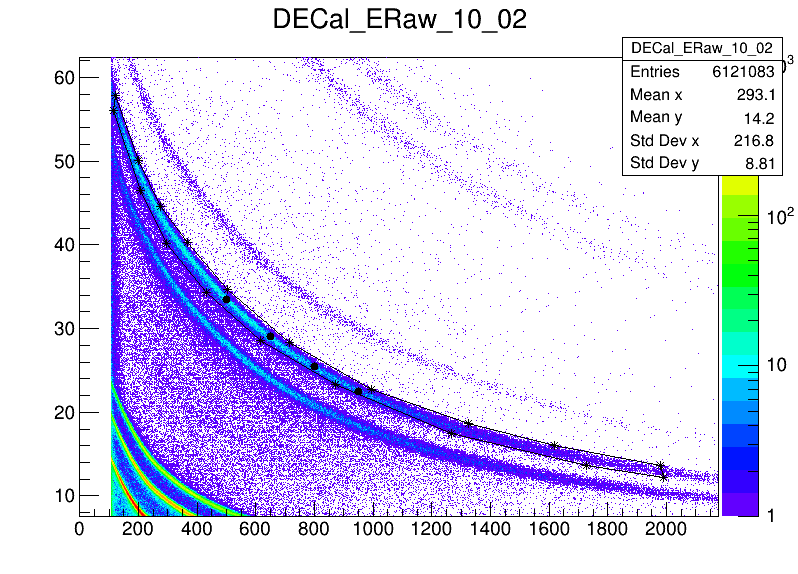 DECal_ERaw_10_02
DECal_ERaw_10_02
Entries 6121083
Mean x 293.1
Mean y 14.2
Std Dev x 216.8
Std Dev y 8.81
60
50
40
30
20
10
0 200 400 600 800 1000 1200 1400 1600 1800 2000
3
10²
10
1